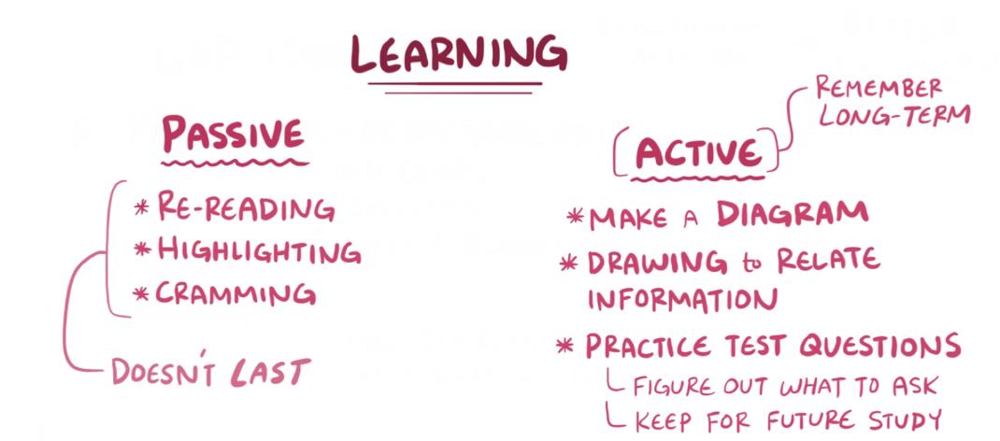 LEARNING
PASSIVE
* RE-READING
* HIGHLIGHTING
* CRAMMING
DOESN'T LAST
REMEMBER
LONG-TERM
ACTIVE
* MAKE A DIAGRAM
* DRAWING to RELATE
INFORMATION
* PRACTICE TEST QUESTIONS
FIGURE OUT WHAT TO ASK
KEEP FOR FUTURE STUDY